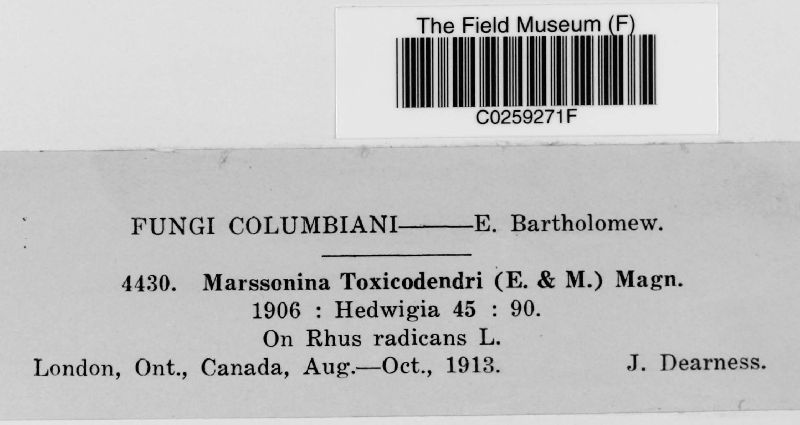 The Field Museum (F)
C0259271F
FUNGI COLUMBIANI———E. Bartholomew.
4430. Marssonina Toxicodendri (E. & M.) Magn.
1906 : Hedwigia 45 : 90.
On Rhus radicans L.
London, Ont., Canada, Aug.—Oct., 1913. J. Dearness.